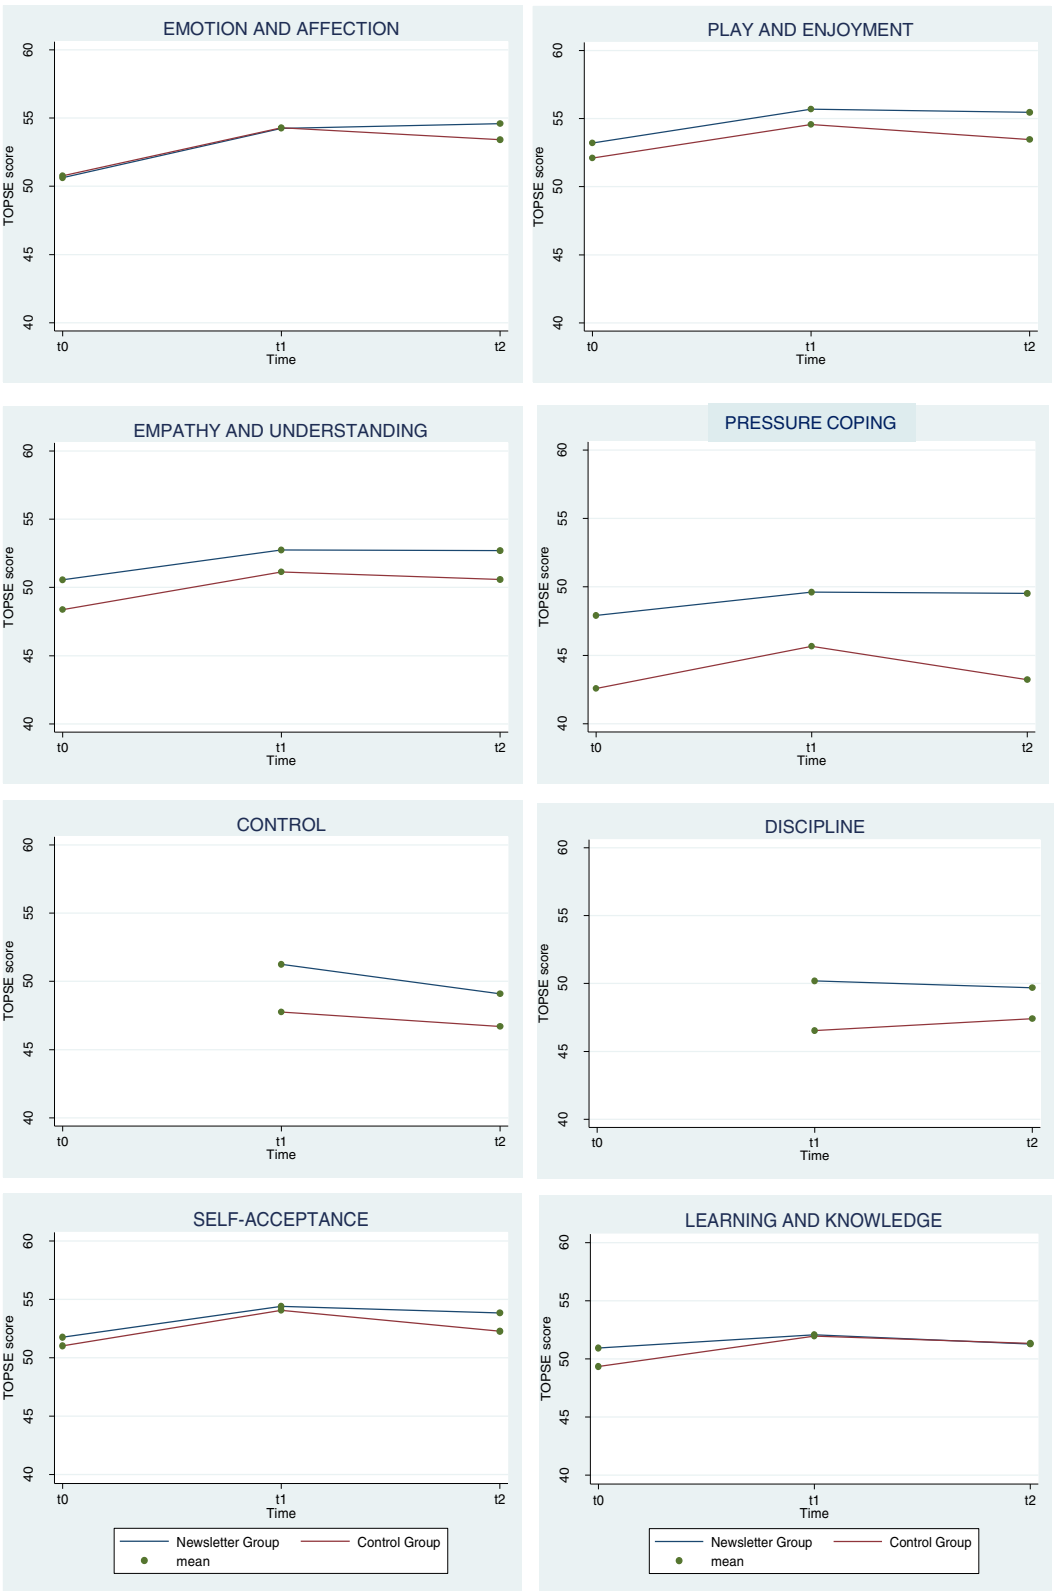 EMOTION AND AFFECTION
TOPSE score
60
55
50
45
40
t0 t1 t2
Time
PLAY AND ENJOYMENT
TOPSE score
60
55
50
45
40
t0 t1 t2
Time
EMPATHY AND UNDERSTANDING
TOPSE score
60
55
50
45
40
t0 t1 t2
Time
PRESSURE COPING
TOPSE score
60
55
50
45
40
t0 t1 t2
Time
CONTROL
TOPSE score
60
55
50
45
40
t0 t1 t2
Time
DISCIPLINE
TOPSE score
60
55
50
45
40
t0 t1 t2
Time
SELF-ACCEPTANCE
TOPSE score
60
55
50
45
40
t0 t1 t2
Time
Newsletter Group Control Group
mean
LEARNING AND KNOWLEDGE
TOPSE score
60
55
50
45
40
t0 t1 t2
Time
Newsletter Group Control Group
mean